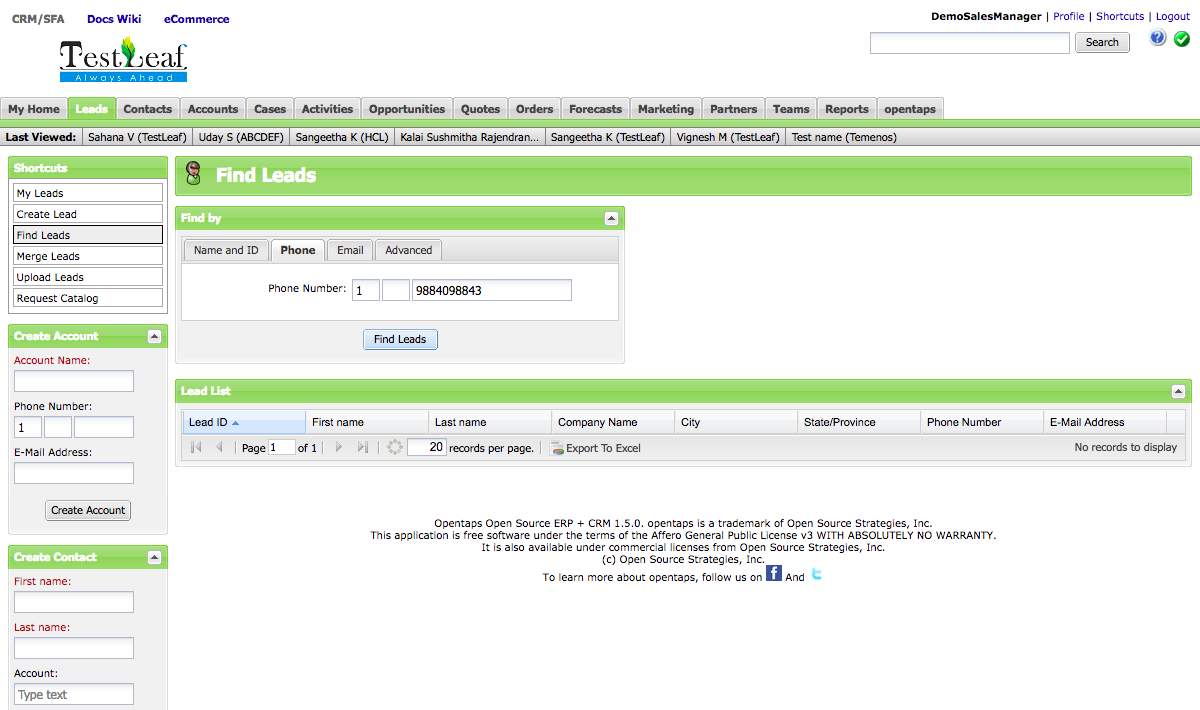 CRM/SFA Docs Wiki eCommerce
DemoSalesManager | Profile | Shortcuts | Logout
TestLeaf
Always Ahead
Search
?
My Home Leads Contacts Accounts Cases Activities Opportunities Quotes Orders Forecasts Marketing Partners Teams Reports opentaps
Last Viewed: Sahana V (TestLeaf) Uday S (ABCDEF) Sangeetha K (HCL) Kalai Sushmitha Rajendran... Sangeetha K (TestLeaf) Vignesh M (TestLeaf) Test name (Temenos)
Shortcuts
My Leads
Create Lead
Find Leads
Merge Leads
Upload Leads
Request Catalog
Create Account
Account Name:
Phone Number:
1
E-Mail Address:
Create Account
Create Contact
First name:
Last name:
Account:
Type text
Find Leads
Find by
Name and ID Phone Email Advanced
Phone Number: 1 9884098843
Find Leads
Lead List
Lead ID First name Last name Company Name City State/Province Phone Number E-Mail Address
Page 1 of 1 20 records per page. Export To Excel No records to display
Opentaps Open Source ERP + CRM 1.5.0. opentaps is a trademark of Open Source Strategies, Inc.
This application is free software under the terms of the Affero General Public License v3 WITH ABSOLUTELY NO WARRANTY.
It is also available under commercial licenses from Open Source Strategies, Inc.
(c) Open Source Strategies, Inc.
To learn more about opentaps, follow us on f And t